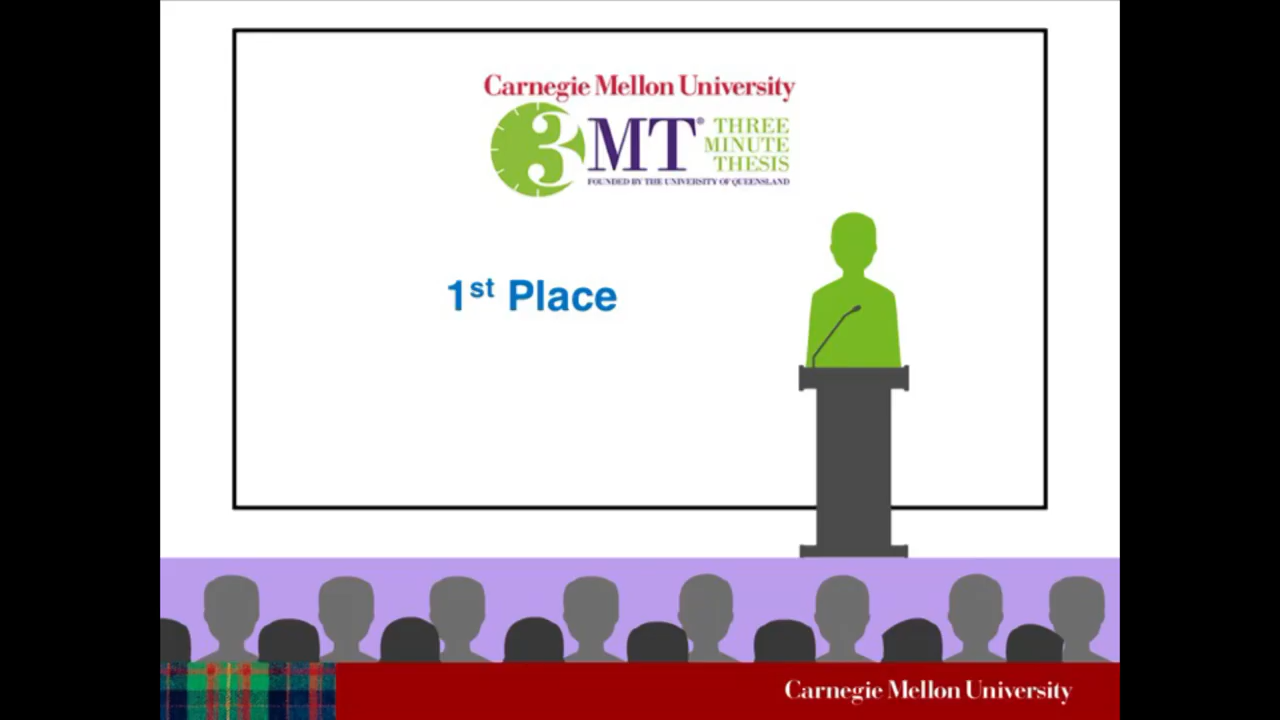 Carnegie Mellon University
3MT® THREE
MINUTE
THESIS
FOUNDED BY THE UNIVERSITY OF QUEENSLAND
1st Place
Carnegie Mellon University